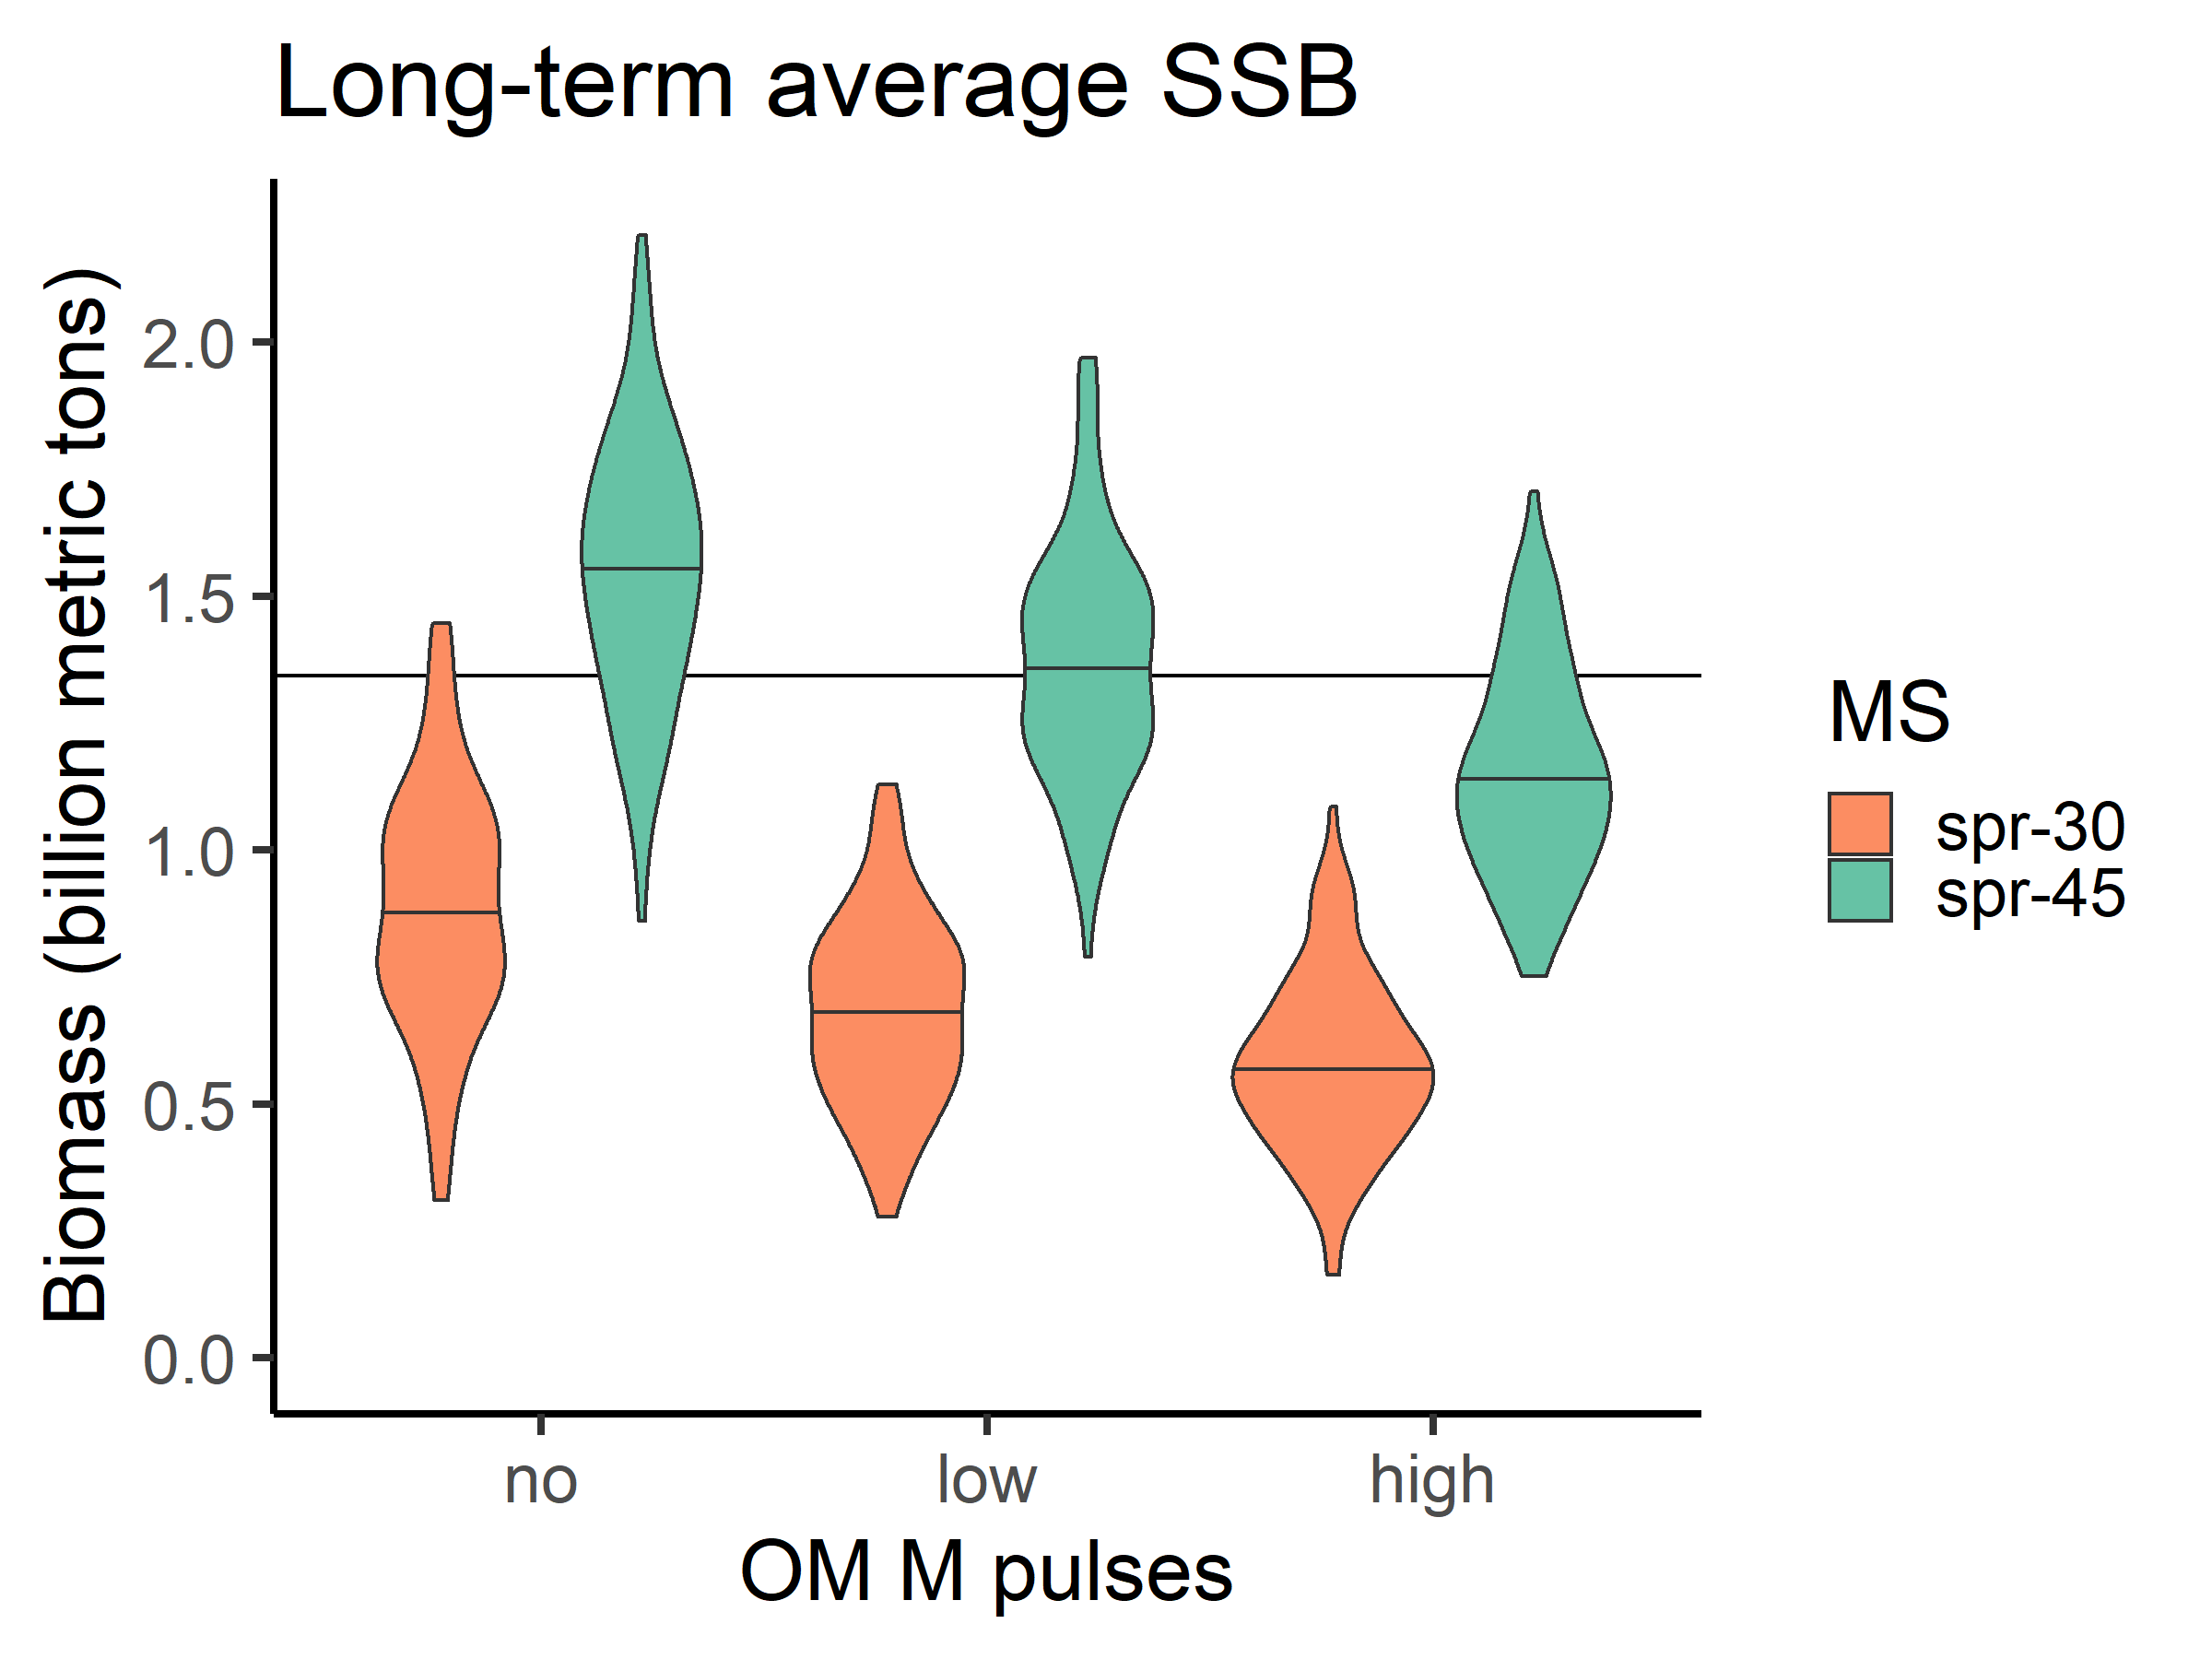 Long-term average SSB
Biomass (billion metric tons)
2.0
1.5
1.0
0.5
0.0
no
low
high
OM M pulses
MS
spr-30
spr-45